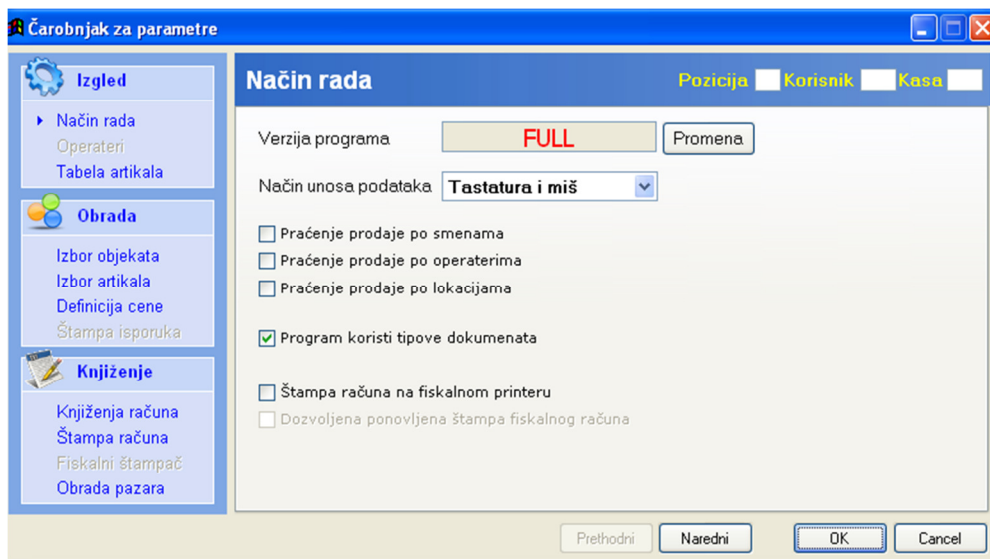 Čarobnjak za parametre
Izgled
Način rada
Operateri
Tabela artikala
Obrada
Izbor objekata
Izbor artikala
Definicija cene
Štampa isporuka
Knjiženje
Knjiženja računa
Štampa računa
Fiskalni štampač
Obrada pazara
Način rada
Pozicija Korisnik Kasa
Verzija programa FULL Promena
Način unosa podataka Tastatura i miš
Praćenje prodaje po smenama
Praćenje prodaje po operaterima
Praćenje prodaje po lokacijama
Program koristi tipove dokumenata
Štampa računa na fiskalnom printeru
Dozvoljena ponovljena štampa fiskalnog računa
Prethodni Naredni OK Cancel